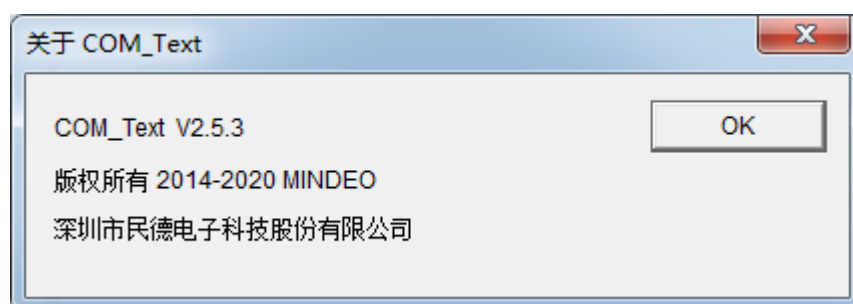 关于 COM_Text
COM_Text V2.5.3
OK
版权所有 2014-2020 MINDEO
深圳市民德电子科技股份有限公司